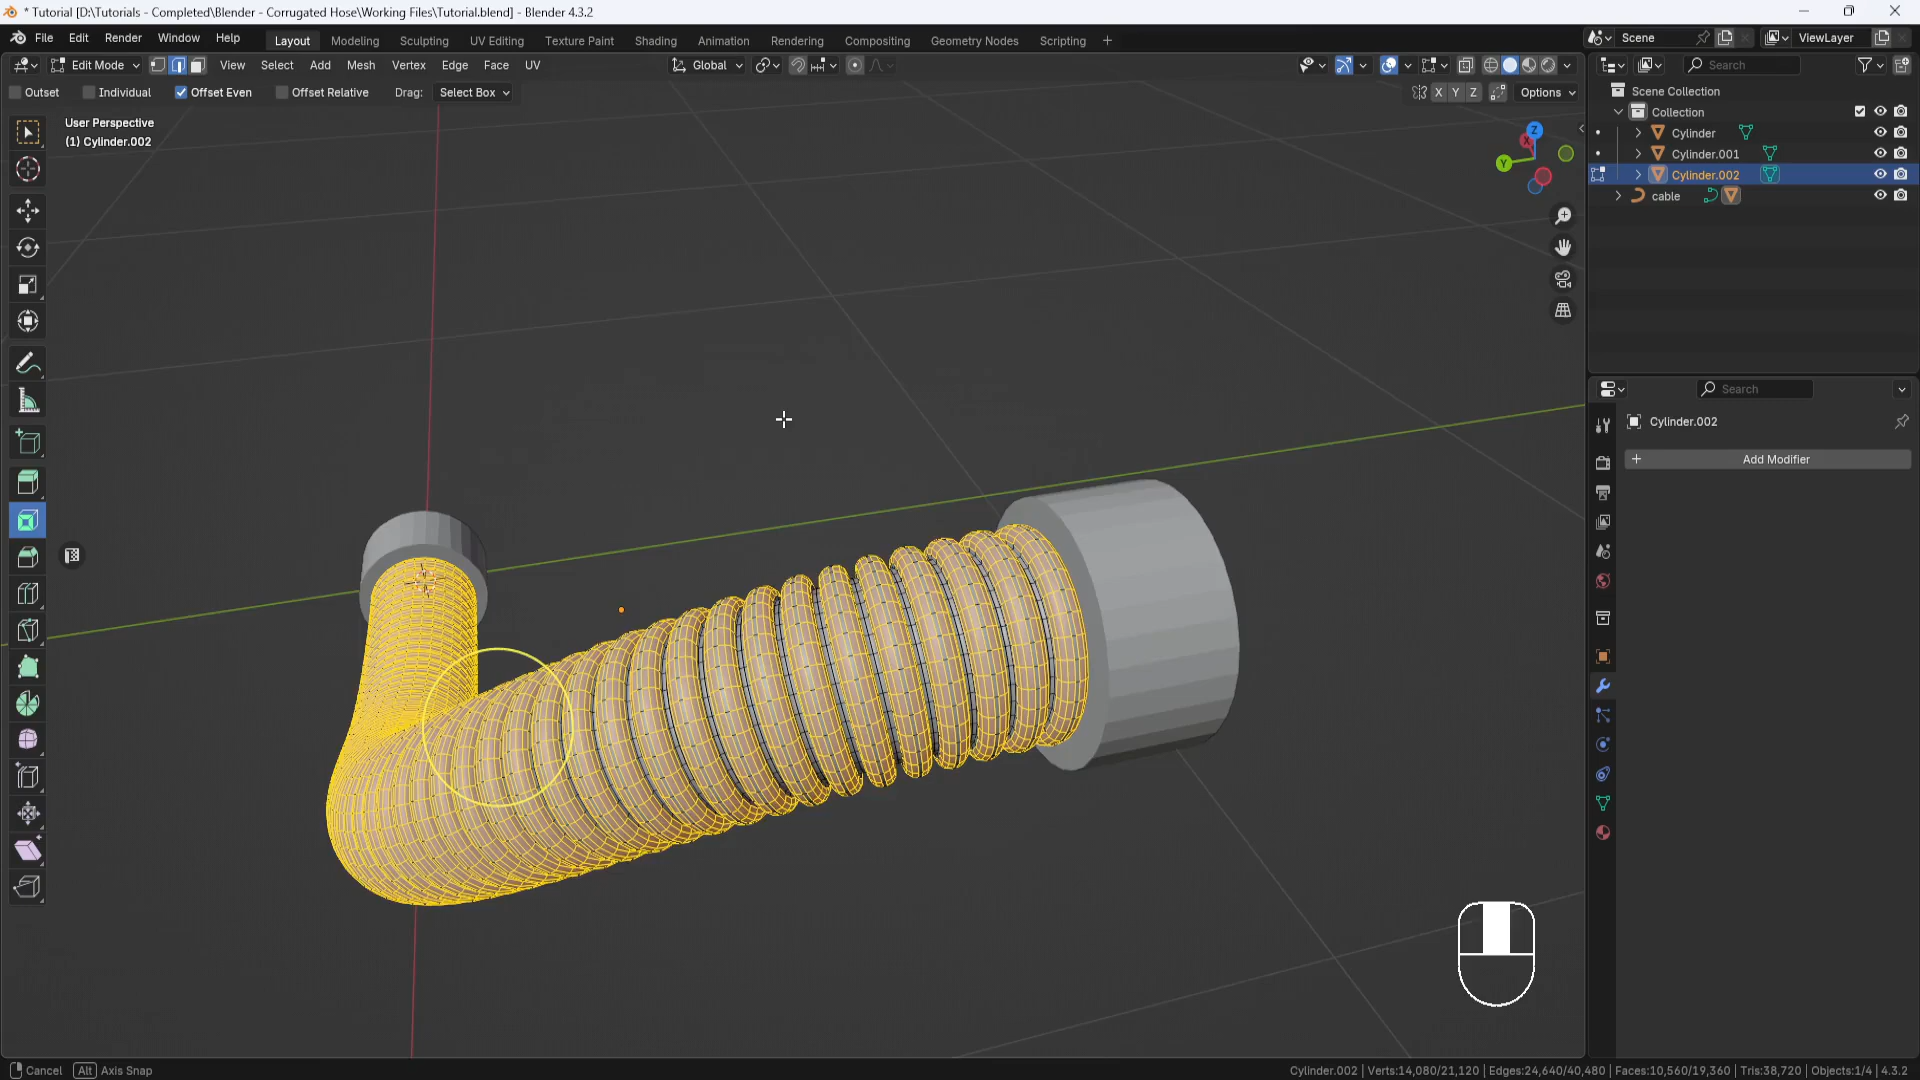 * Tutorial [D:\Tutorials - Completed\Blender - Corrugated Hose\Working Files\Tutorial.blend] - Blender 4.3.2
File Edit Render Window Help Layout Modeling Sculpting UV Editing Texture Paint Shading Animation Rendering Compositing Geometry Nodes Scripting + Scene ViewLayer
Edit Mode View Select Add Mesh Vertex Edge Face UV Global Search
Outset Individual Offset Even Offset Relative Drag: Select Box X Y Z Options
Scene Collection
Collection
Cylinder
Cylinder.001
Cylinder.002
cable
User Perspective
(1) Cylinder.002
Z
X
Y
Search
Cylinder.002
+ Add Modifier
Cancel Alt Axis Snap
Cylinder.002 | Verts:14,080/21,120 | Edges:24,640/40,480 | Faces:10,560/19,360 | Tris:38,720 | Objects:1/4 | 4.3.2